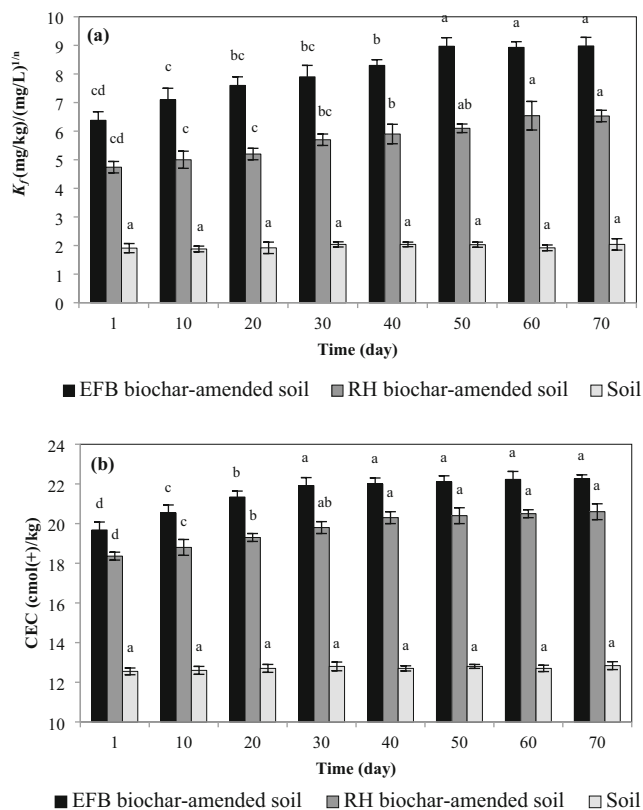 (a)
K_f (mg/kg)/(mg/L)^1/n
10
9
8
7
6
5
4
3
2
1
0
cd c bc bc b a a a
cd c c bc b ab a a
a a a a a a a a
1 10 20 30 40 50 60 70
Time (day)
EFB biochar-amended soil RH biochar-amended soil Soil
(b)
CEC (cmol(+)/kg)
24
22
20
18
16
14
12
10
d c b a a a a a
d c b ab a a a a
a a a a a a a a
1 10 20 30 40 50 60 70
Time (day)
EFB biochar-amended soil RH biochar-amended soil Soil